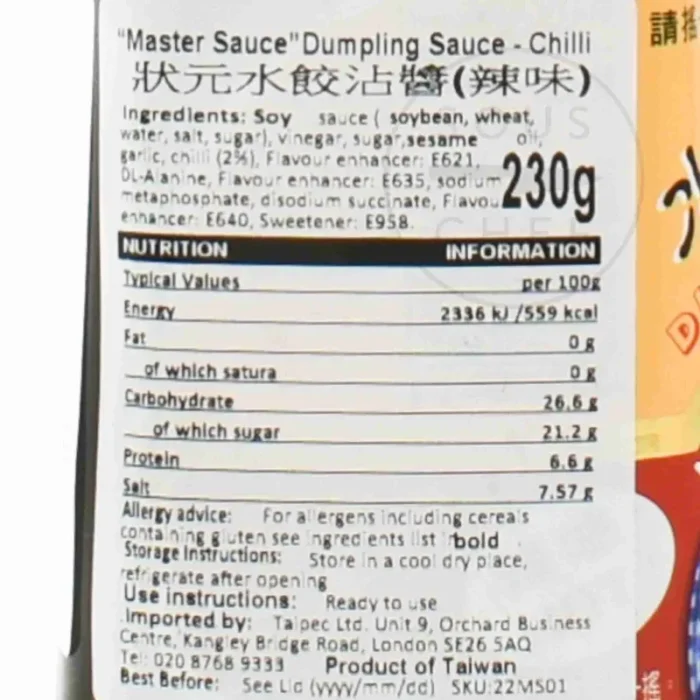 "Master Sauce" Dumpling Sauce - Chilli
狀元水餃沾醬(辣味)
Ingredients: Soy sauce ( soybean, wheat,
water, salt, sugar), vinegar, sugar,sesame oil,
garlic, chilli (2%), Flavour enhancer: E621,
DL-Alanine, Flavour enhancer: E635, sodium
metaphosphate, disodium succinate, Flavou
enhancer: E640, Sweetener: E958.
230g
NUTRITION INFORMATION
Typical Values per 100g
Energy 2336 kJ /559 kcal
Fat 0 g
of which satura 0 g
Carbohydrate 26.6 g
of which sugar 21.2 g
Protein 6.6 g
Salt 7.57 g
Allergy advice: For allergens including cereals
containing gluten see ingredients list in bold .
Storage Instructions: Store in a cool dry place,
refrigerate after opening
Use instructions: Ready to use
Imported by: Taipec Ltd. Unit 9, Orchard Business
Centre, Kangley Bridge Road, London SE26 5AQ
Tel: 020 8768 9333 Product of Taiwan
Best Before: See Lid (yyyy/mm/dd) SKU:22MS01
請搖
SOUS
CHEF
D